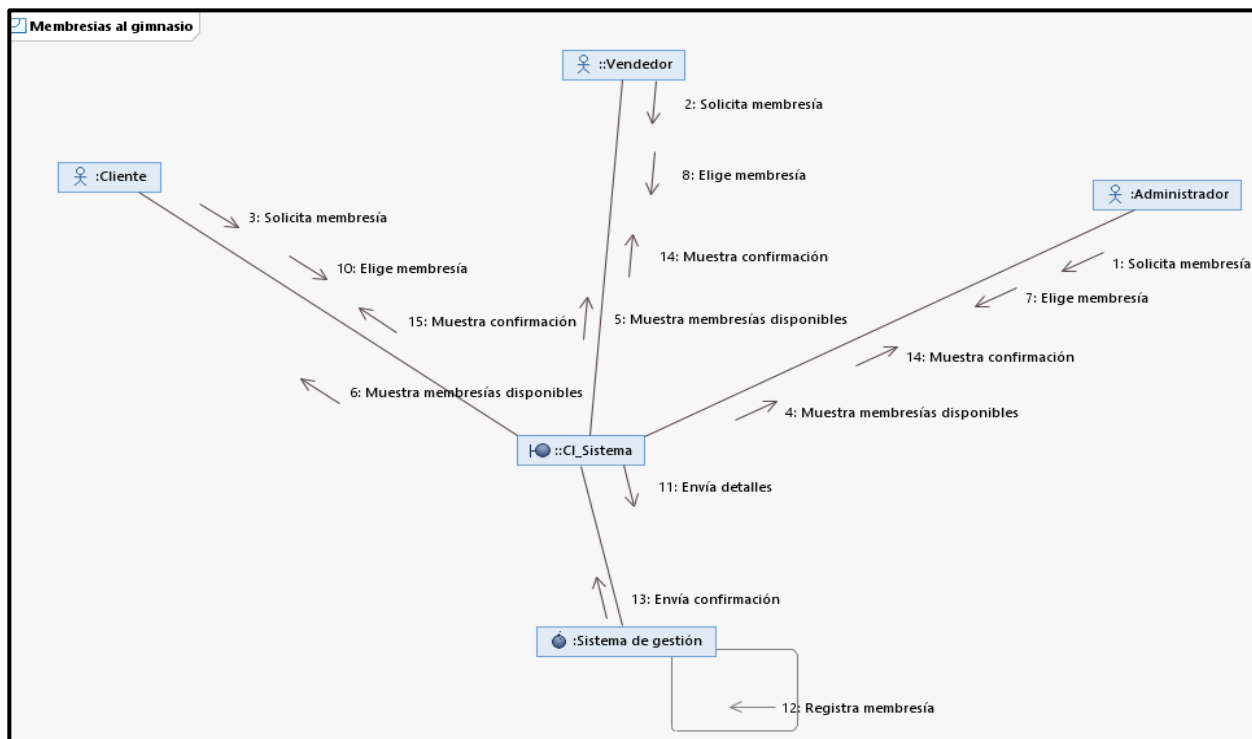 Membresias al gimnasio
::Vendedor
2: Solicita membresía
:Cliente
8: Elige membresía
:Administrador
3: Solicita membresía
14: Muestra confirmación
1: Solicita membresía
10: Elige membresía
7: Elige membresía
15: Muestra confirmación
5: Muestra membresías disponibles
14: Muestra confirmación
6: Muestra membresías disponibles
4: Muestra membresías disponibles
::CI_Sistema
11: Envía detalles
13: Envía confirmación
:Sistema de gestión
12: Registra membresía